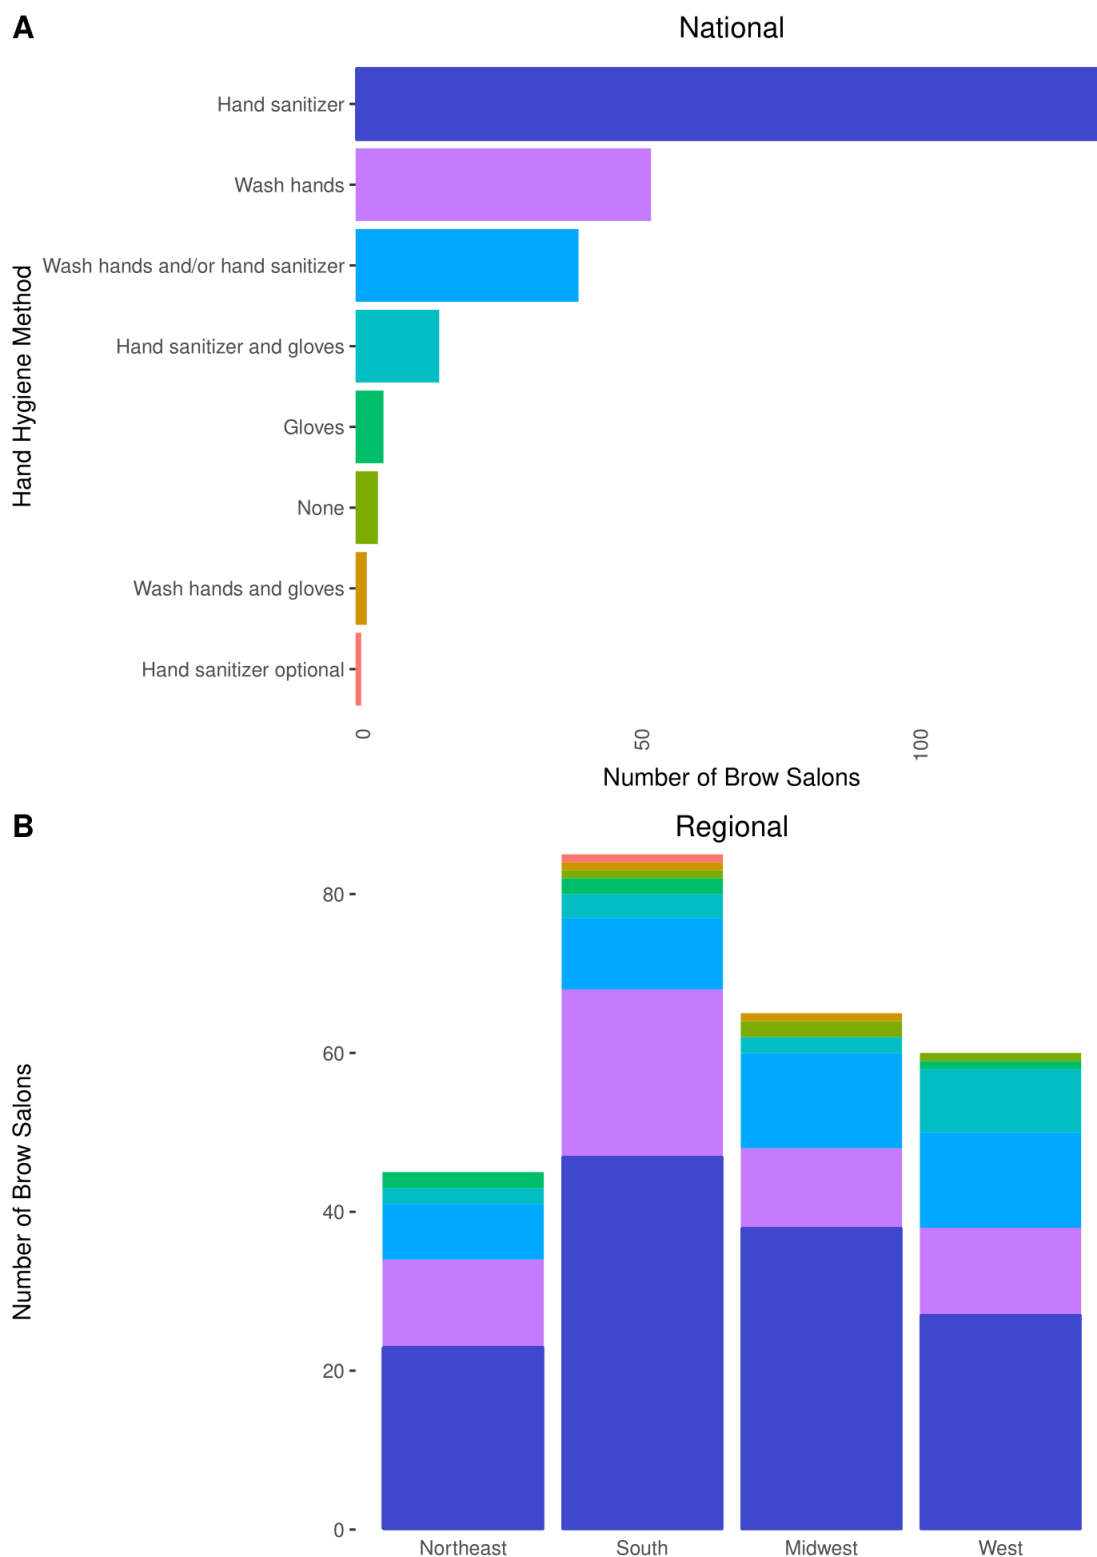 A
National
Hand Hygiene Method
Hand sanitizer
Wash hands
Wash hands and/or hand sanitizer
Hand sanitizer and gloves
Gloves
None
Wash hands and gloves
Hand sanitizer optional
0
50
100
Number of Brow Salons
B
Regional
Number of Brow Salons
80
60
40
20
0
Northeast
South
Midwest
West